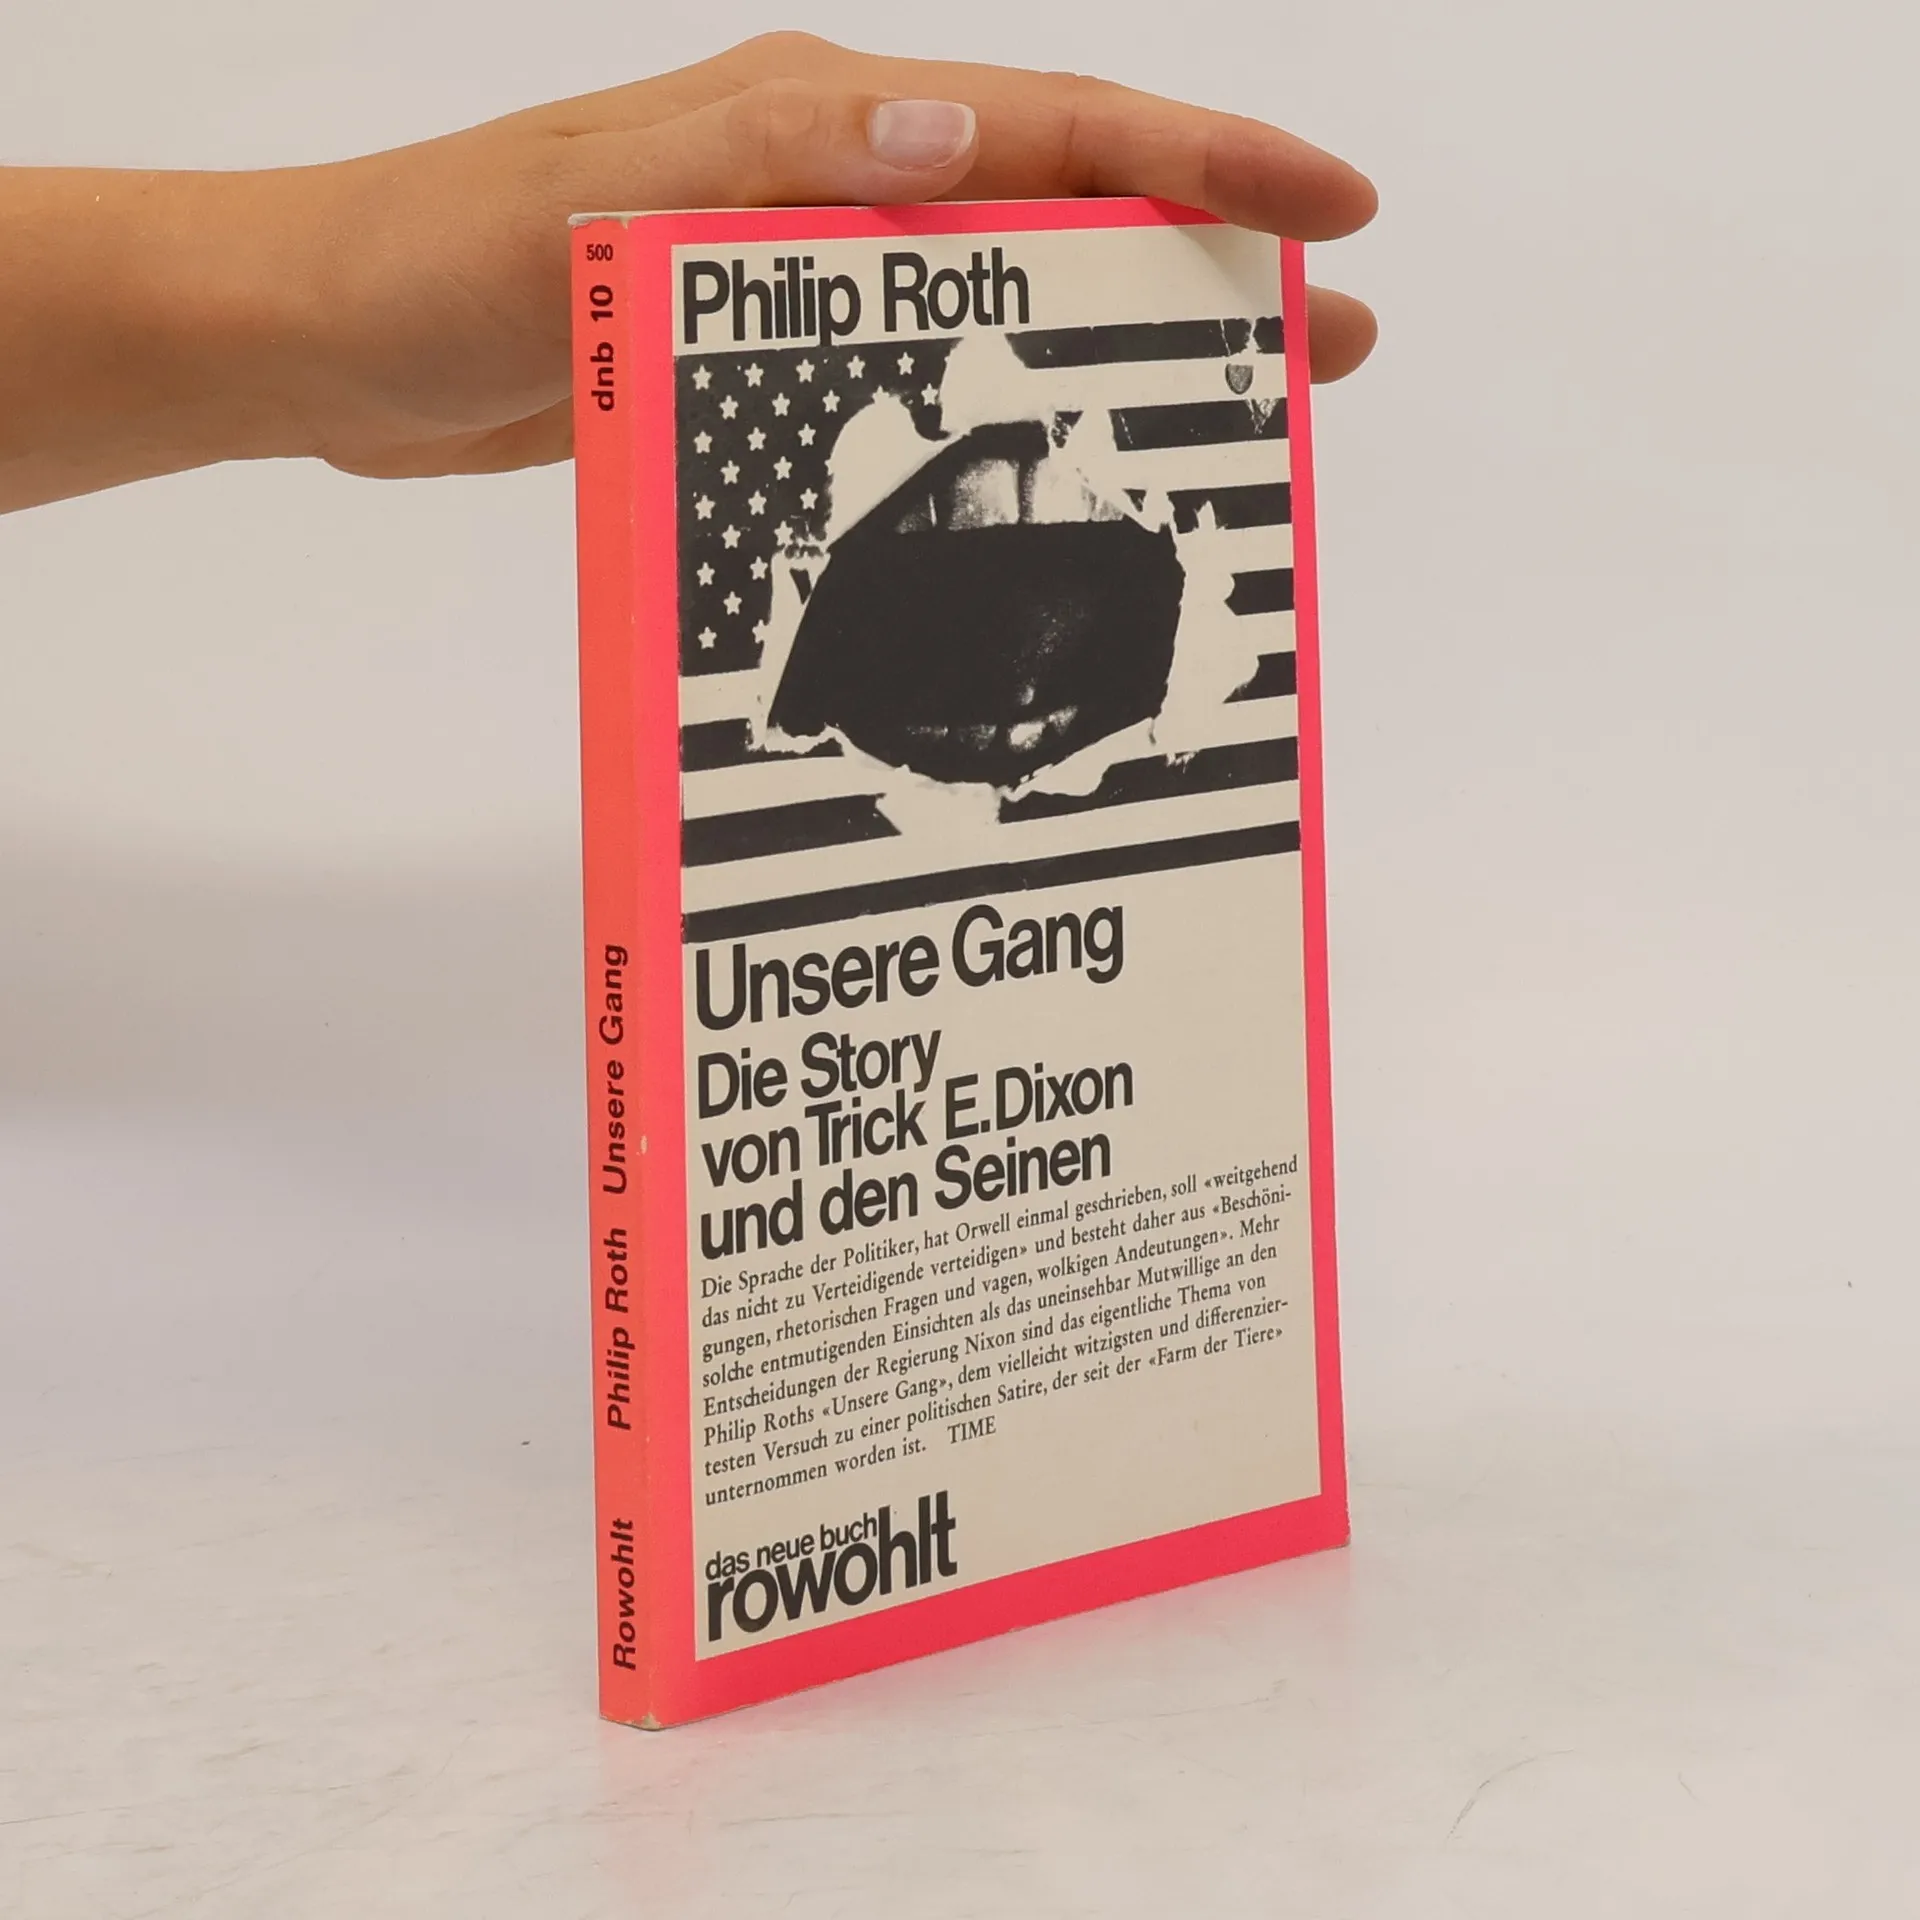 500
dnb 10
Philip Roth Unsere Gang
Rowohlt
Philip Roth
Unsere Gang
Die Story
von Trick E. Dixon
und den Seinen
Die Sprache der Politiker, hat Orwell einmal geschrieben, soll «weitgehend
das nicht zu Verteidigende verteidigen» und besteht daher aus «Beschöni-
gungen, rhetorischen Fragen und vagen, wolkigen Andeutungen». Mehr
solche entmutigenden Einsichten als das uneinsehbar Mutwillige an den
Entscheidungen der Regierung Nixon sind das eigentliche Thema von
Philip Roths «Unsere Gang», dem vielleicht witzigsten und differenzier-
testen Versuch zu einer politischen Satire, der seit der «Farm der Tiere»
unternommen worden ist. TIME
das neue buch
rowohlt